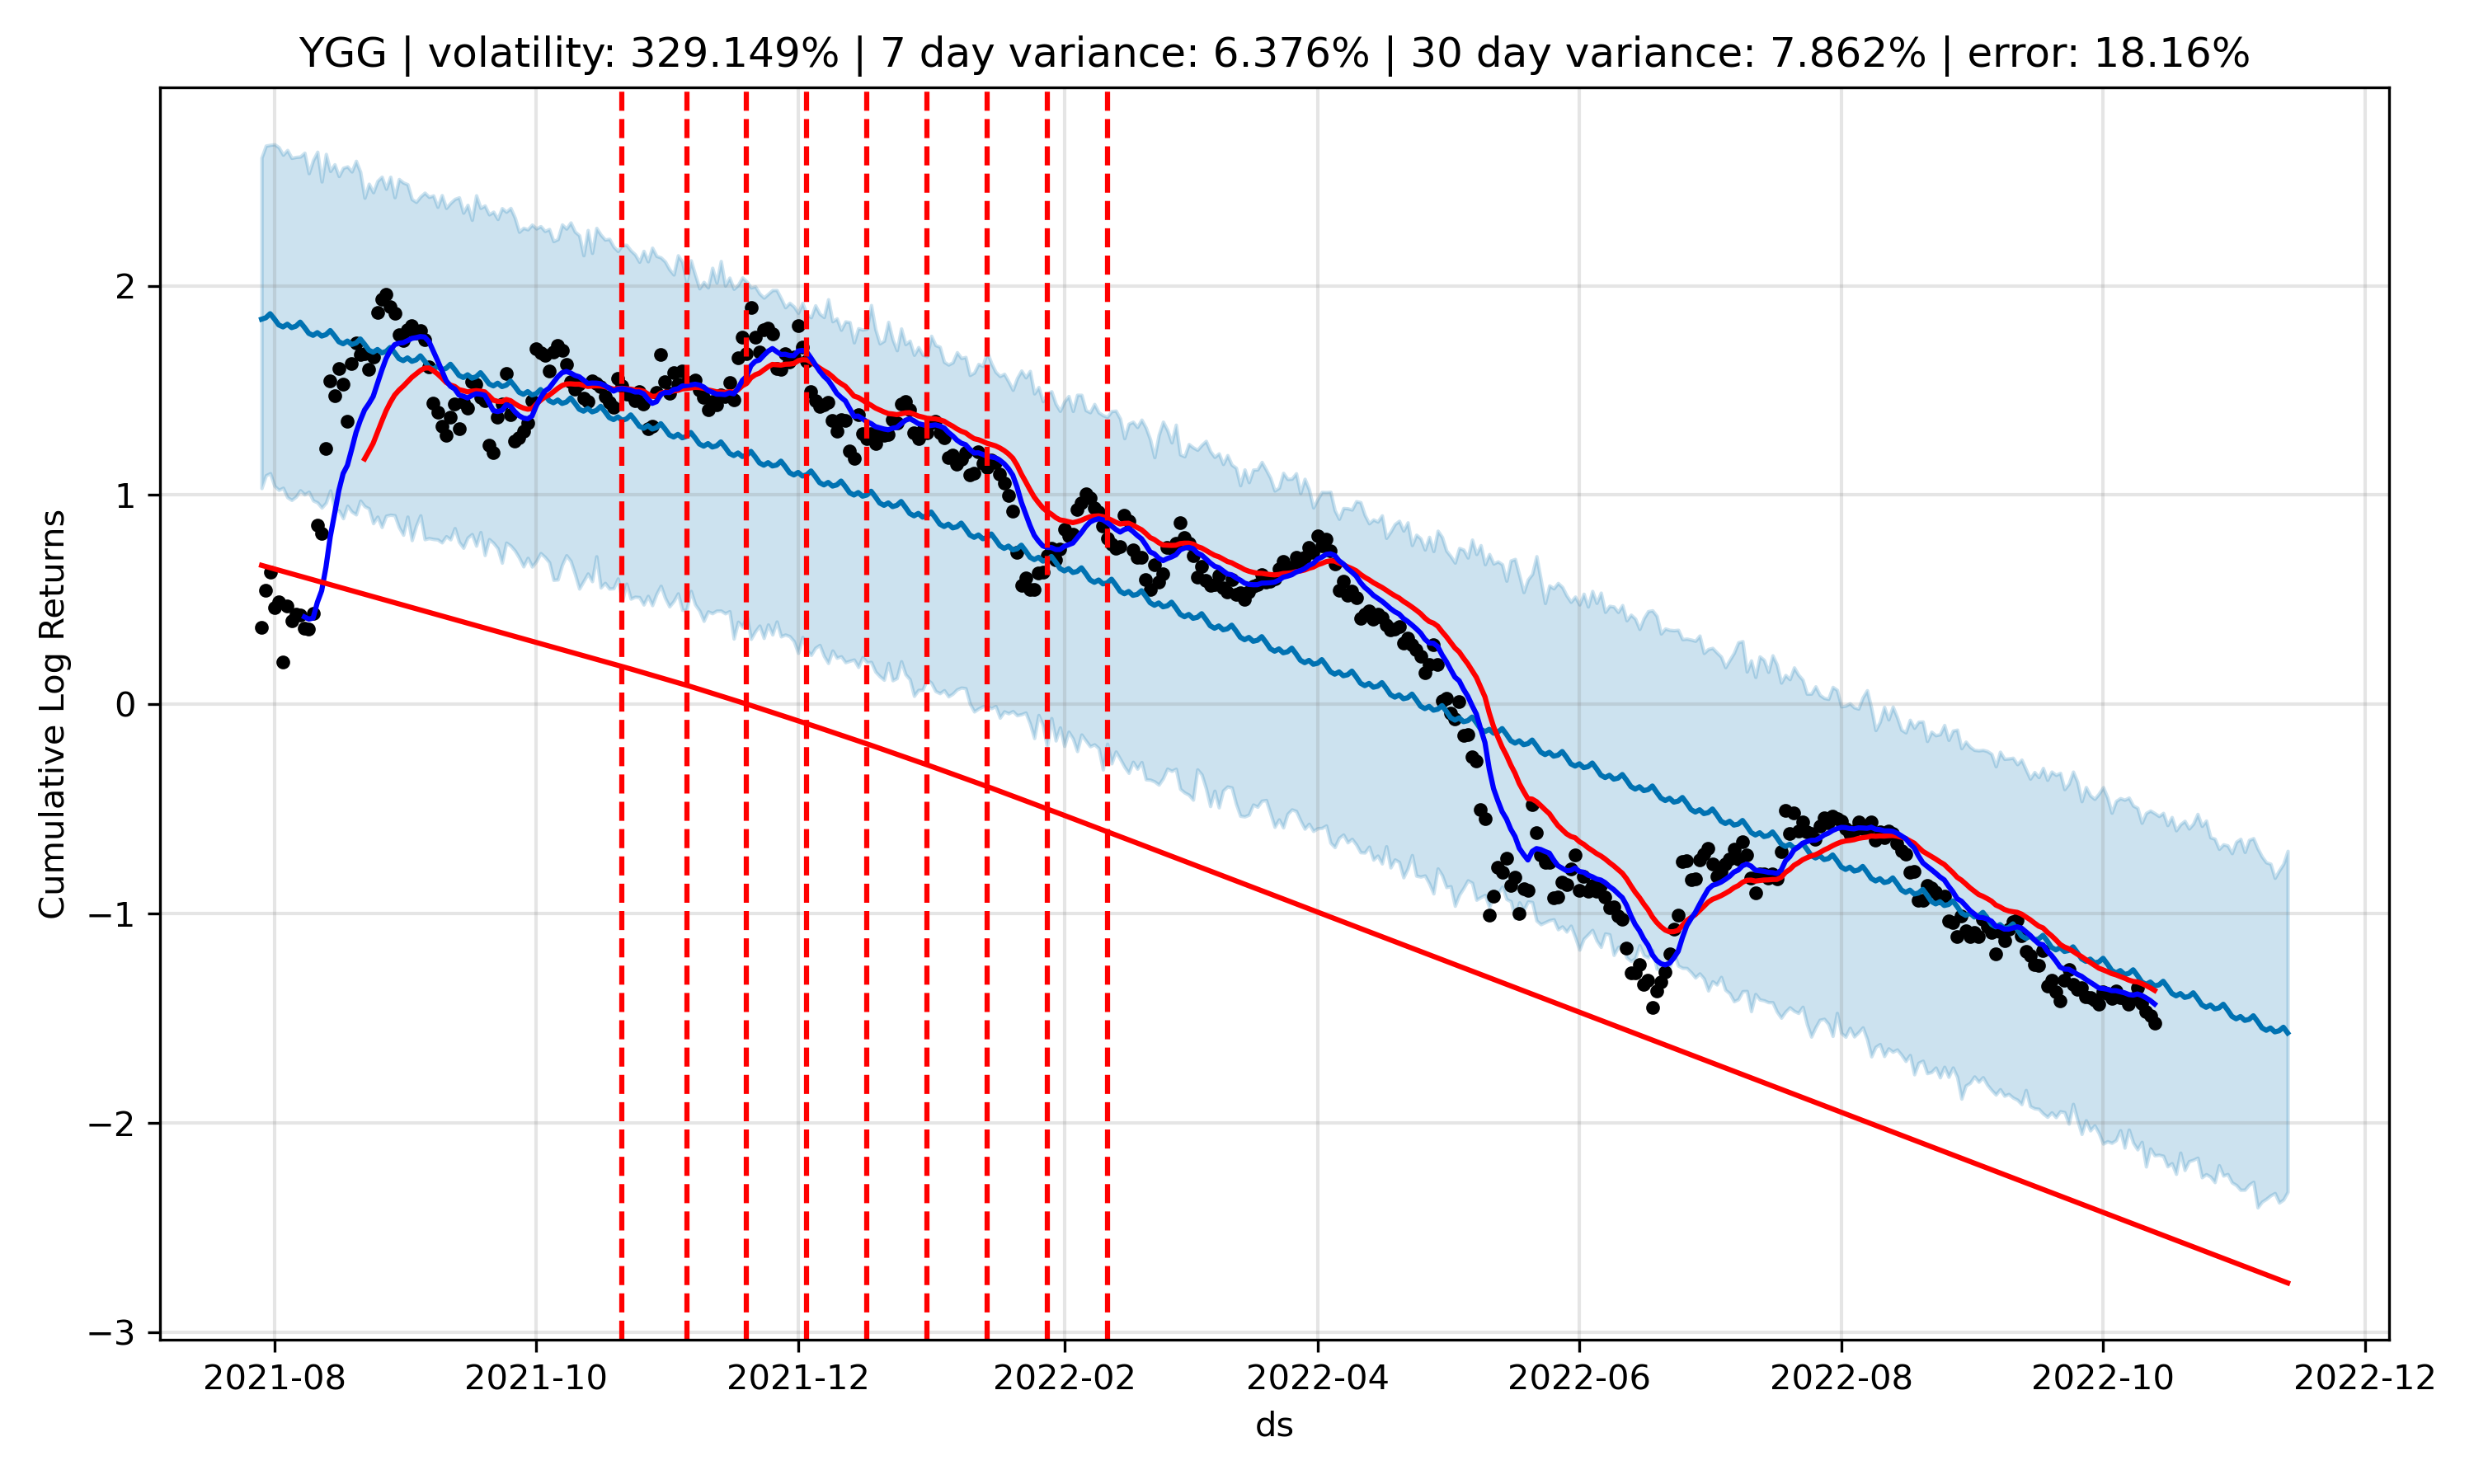 YGG | volatility: 329.149% | 7 day variance: 6.376% | 30 day variance: 7.862% | error: 18.16%
Cumulative Log Returns
2
1
0
−1
−2
−3
2021-08 2021-10 2021-12 2022-02 2022-04 2022-06 2022-08 2022-10 2022-12
ds